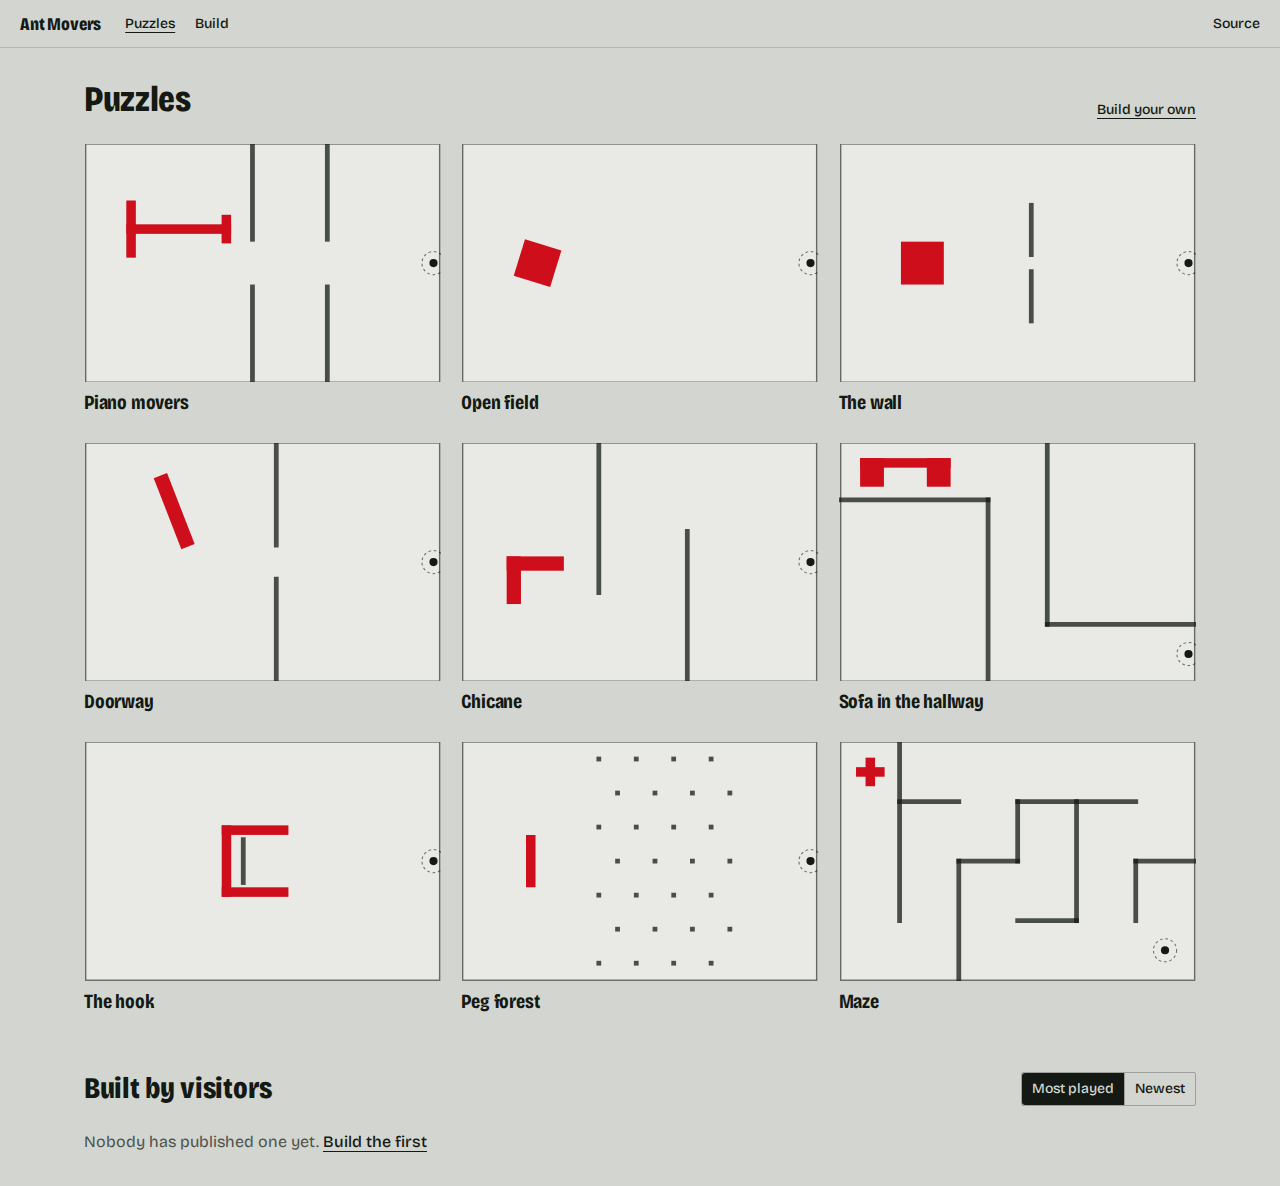 Ant Movers Puzzles Build Source
Puzzles
Build your own
Piano movers
Open field
The wall
Doorway
Chicane
Sofa in the hallway
The hook
Peg forest
Maze
Built by visitors
Most played Newest
Nobody has published one yet. Build the first